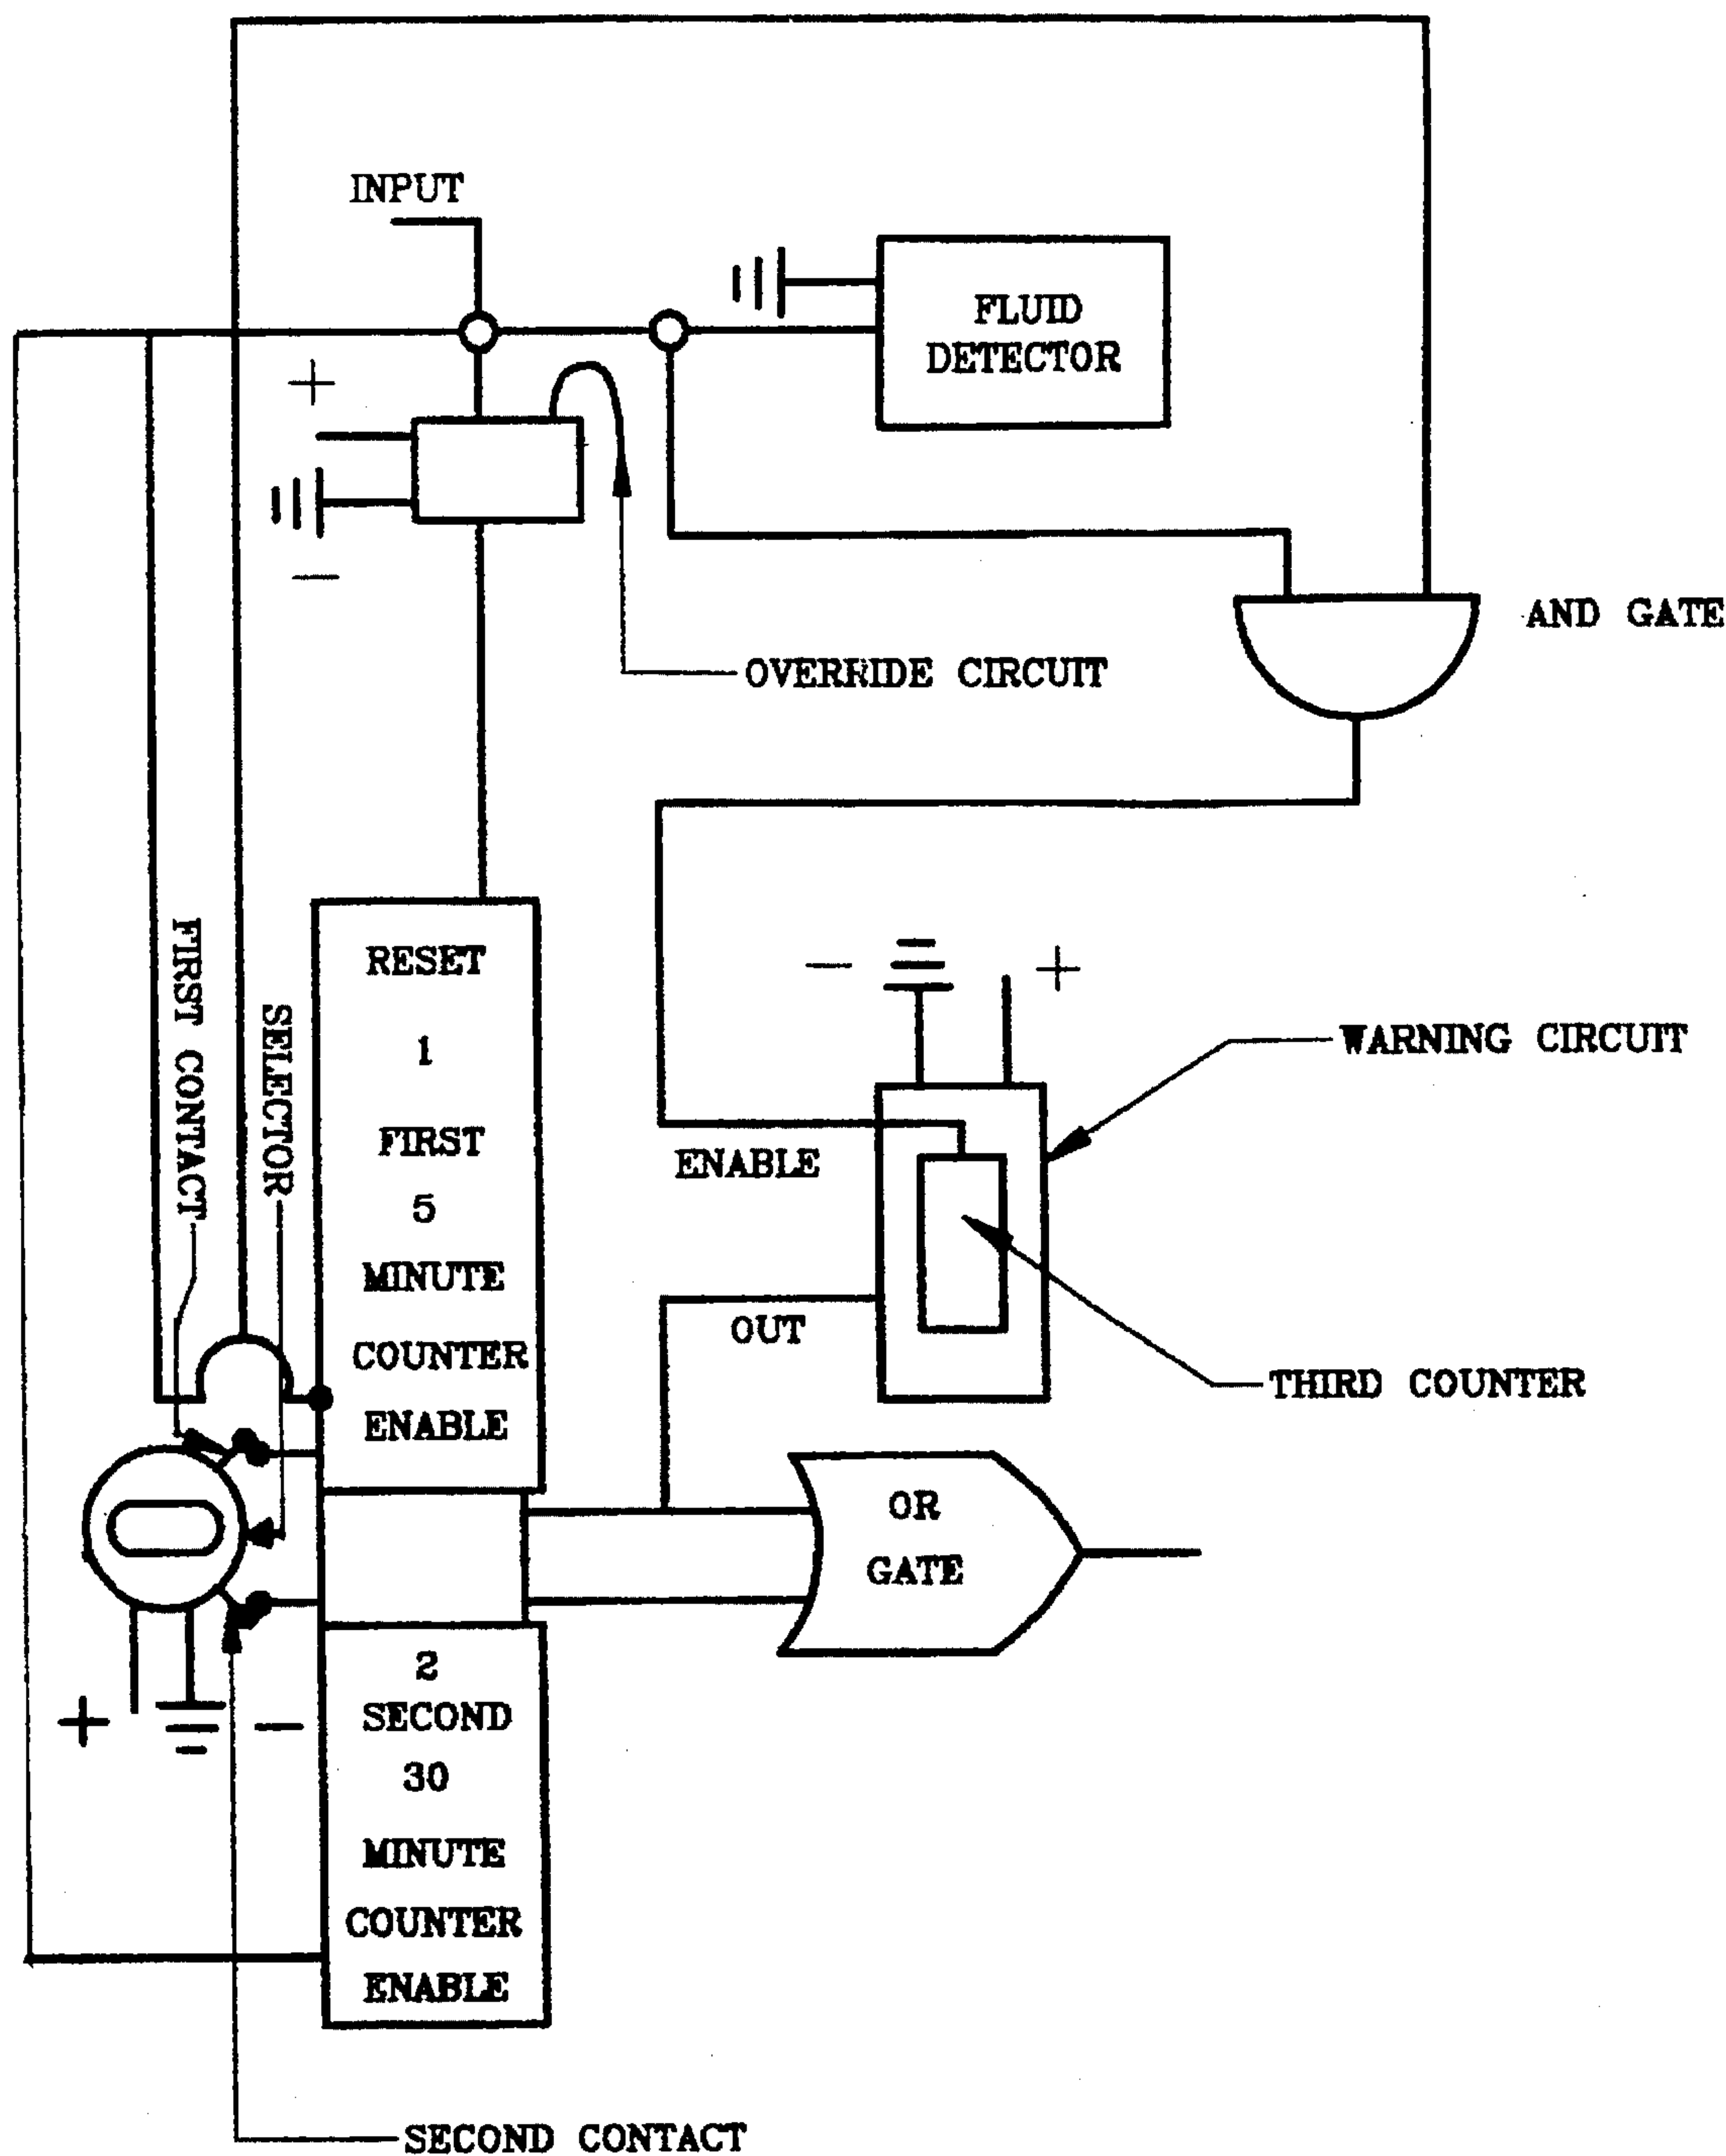 INPUT
FLUID
DETECTOR
+
−
AND GATE
OVERRIDE CIRCUIT
FIRST CONTACT
SELECTOR
RESET
1
FIRST
5
MINUTE
COUNTER
ENABLE
− +
WARNING CIRCUIT
ENABLE
OUT
THIRD COUNTER
OR
GATE
+ −
2
SECOND
30
MINUTE
COUNTER
ENABLE
SECOND CONTACT